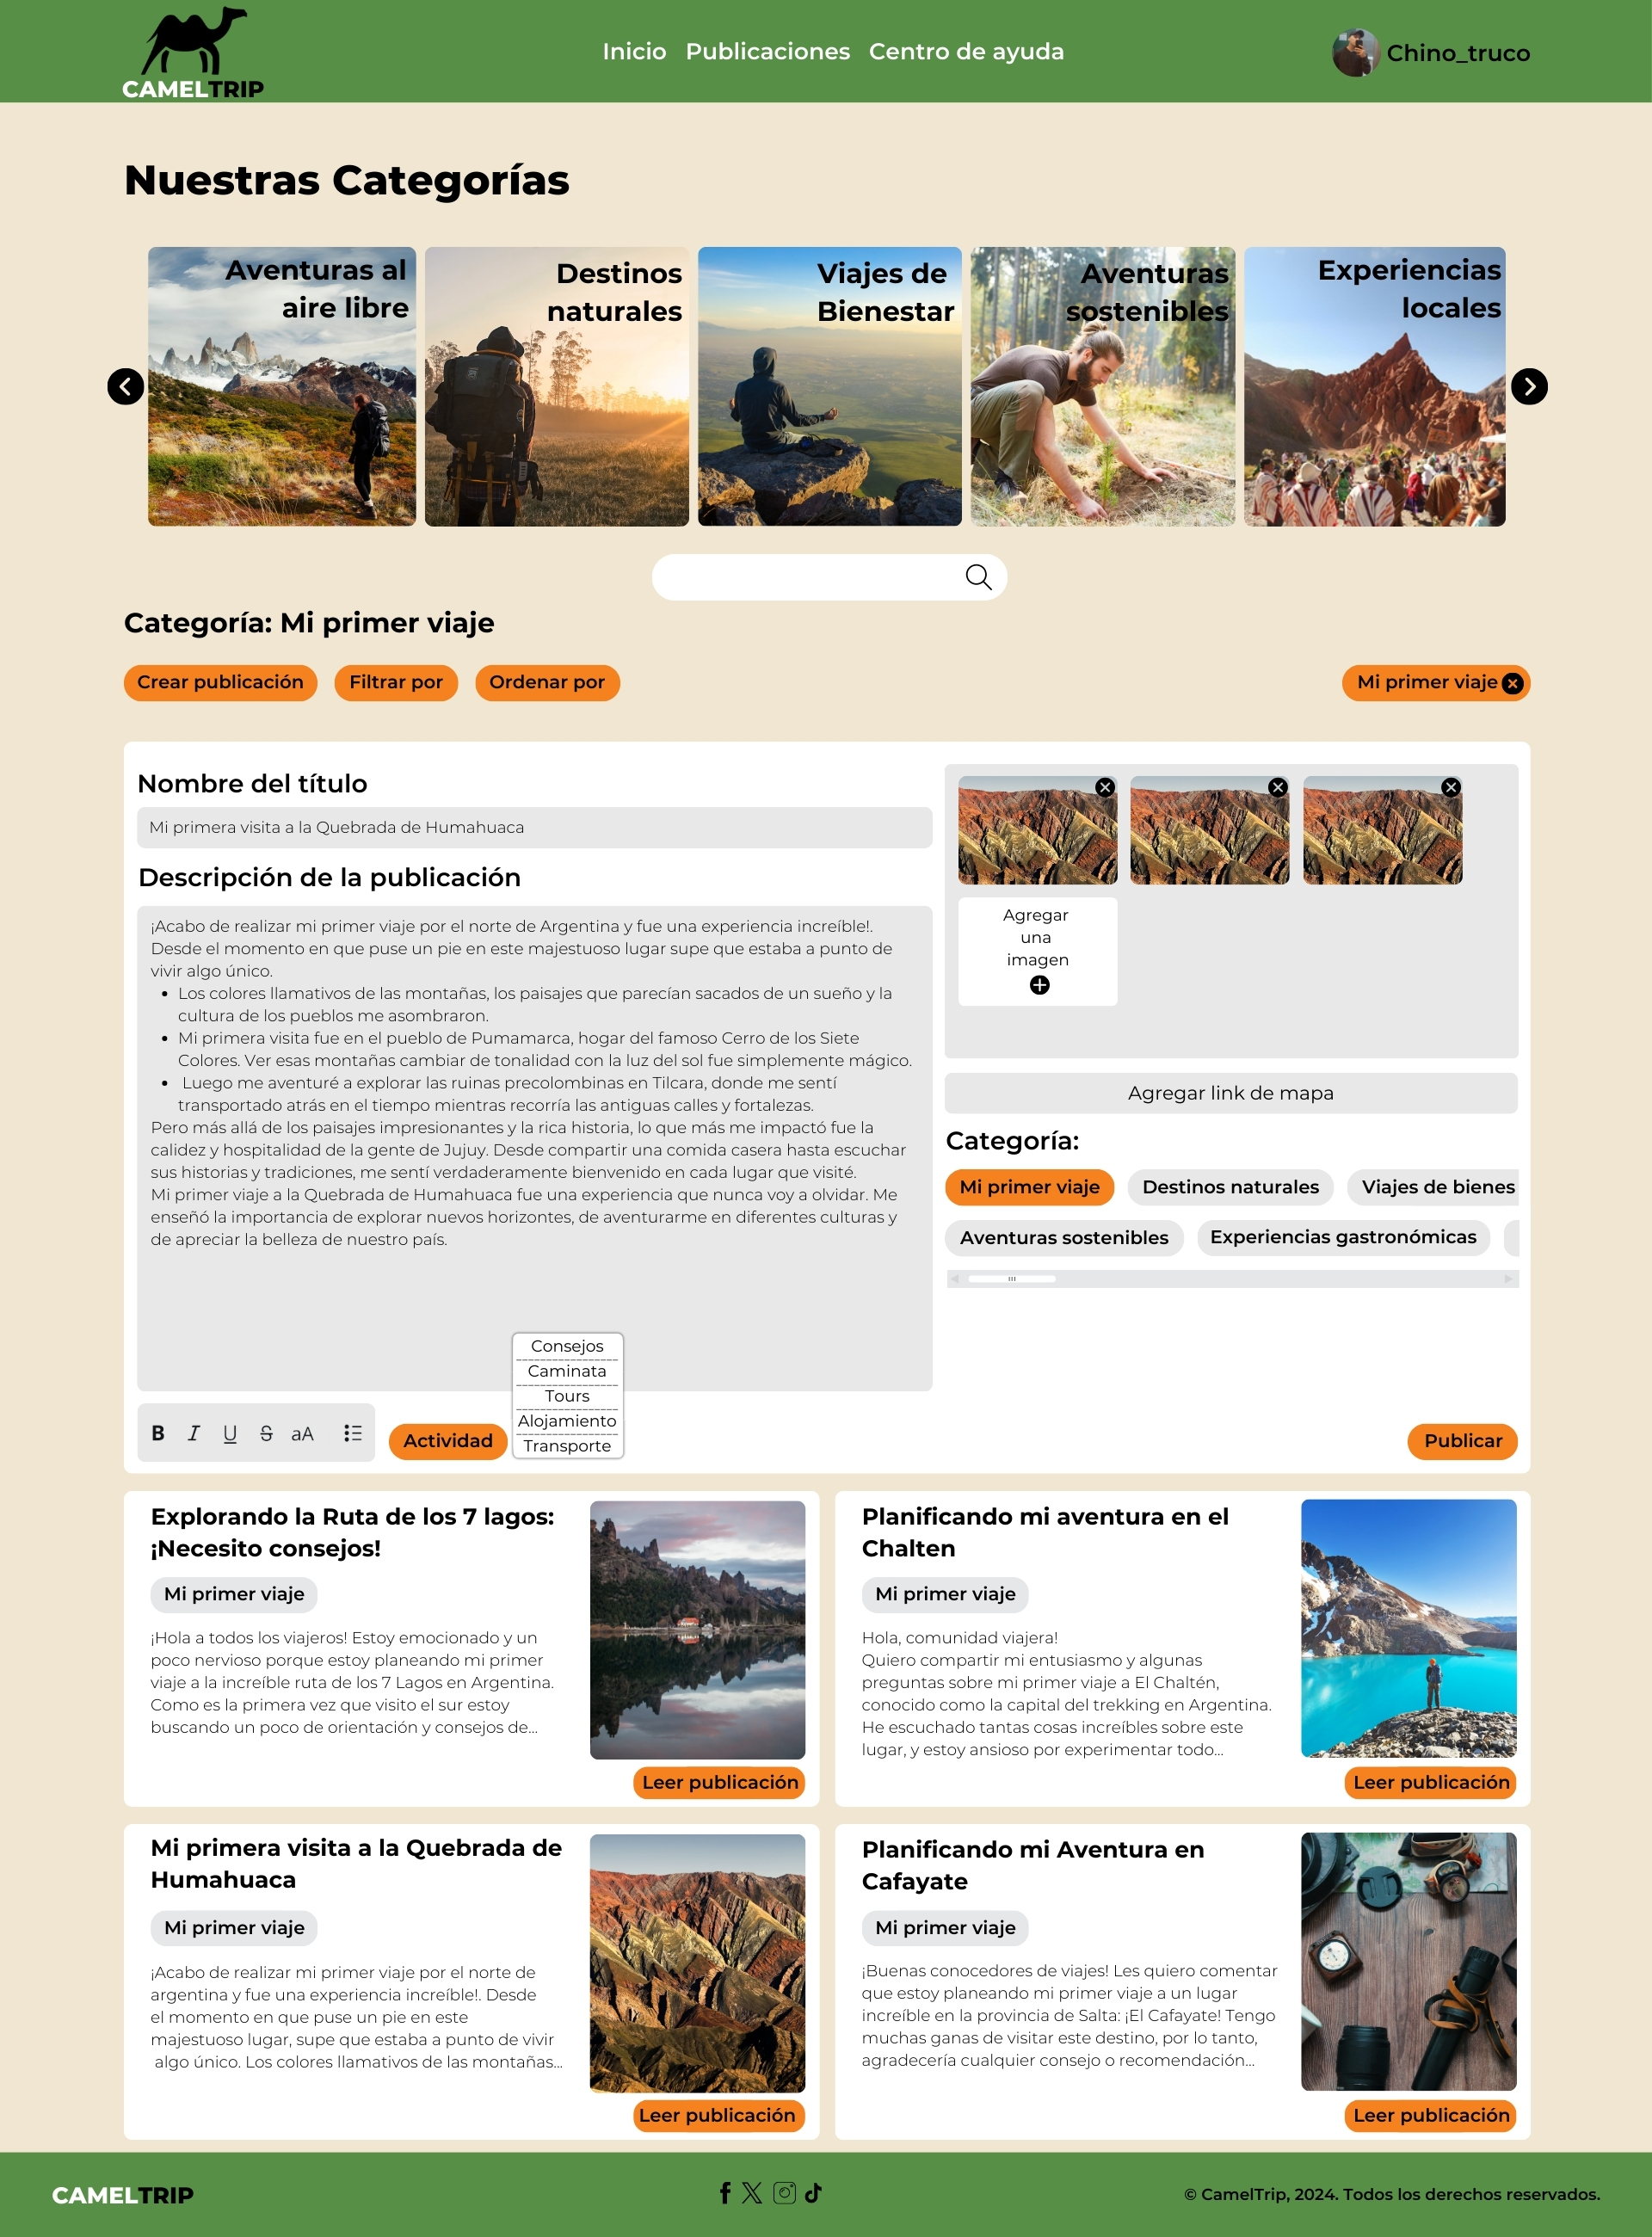 CAMELTRIP
Inicio Publicaciones Centro de ayuda
Chino_truco
Nuestras Categorías
Aventuras al
aire libre
Destinos
naturales
Viajes de
Bienestar
Aventuras
sostenibles
Experiencias
locales
Categoría: Mi primer viaje
Crear publicación
Filtrar por
Ordenar por
Mi primer viaje
Nombre del título
Mi primera visita a la Quebrada de Humahuaca
Descripción de la publicación
¡Acabo de realizar mi primer viaje por el norte de Argentina y fue una experiencia increíble!.
Desde el momento en que puse un pie en este majestuoso lugar supe que estaba a punto de
vivir algo único.
• Los colores llamativos de las montañas, los paisajes que parecían sacados de un sueño y la
cultura de los pueblos me asombraron.
• Mi primera visita fue en el pueblo de Pumamarca, hogar del famoso Cerro de los Siete
Colores. Ver esas montañas cambiar de tonalidad con la luz del sol fue simplemente mágico.
• Luego me aventuré a explorar las ruinas precolombinas en Tilcara, donde me sentí
transportado atrás en el tiempo mientras recorría las antiguas calles y fortalezas.
Pero más allá de los paisajes impresionantes y la rica historia, lo que más me impactó fue la
calidez y hospitalidad de la gente de Jujuy. Desde compartir una comida casera hasta escuchar
sus historias y tradiciones, me sentí verdaderamente bienvenido en cada lugar que visité.
Mi primer viaje a la Quebrada de Humahuaca fue una experiencia que nunca voy a olvidar. Me
enseñó la importancia de explorar nuevos horizontes, de aventurarme en diferentes culturas y
de apreciar la belleza de nuestro país.
B I U S aA
Actividad
Consejos
Caminata
Tours
Alojamiento
Transporte
Agregar
una
imagen
Agregar link de mapa
Categoría:
Mi primer viaje
Destinos naturales
Viajes de bienes
Aventuras sostenibles
Experiencias gastronómicas
Publicar
Explorando la Ruta de los 7 lagos:
¡Necesito consejos!
Mi primer viaje
¡Hola a todos los viajeros! Estoy emocionado y un
poco nervioso porque estoy planeando mi primer
viaje a la increíble ruta de los 7 Lagos en Argentina.
Como es la primera vez que visito el sur estoy
buscando un poco de orientación y consejos de...
Leer publicación
Planificando mi aventura en el
Chalten
Mi primer viaje
Hola, comunidad viajera!
Quiero compartir mi entusiasmo y algunas
preguntas sobre mi primer viaje a El Chaltén,
conocido como la capital del trekking en Argentina.
He escuchado tantas cosas increíbles sobre este
lugar, y estoy ansioso por experimentar todo...
Leer publicación
Mi primera visita a la Quebrada de
Humahuaca
Mi primer viaje
¡Acabo de realizar mi primer viaje por el norte de
argentina y fue una experiencia increíble!. Desde
el momento en que puse un pie en este
majestuoso lugar, supe que estaba a punto de vivir
algo único. Los colores llamativos de las montañas...
Leer publicación
Planificando mi Aventura en
Cafayate
Mi primer viaje
¡Buenas conocedores de viajes! Les quiero comentar
que estoy planeando mi primer viaje a un lugar
increíble en la provincia de Salta: ¡El Cafayate! Tengo
muchas ganas de visitar este destino, por lo tanto,
agradecería cualquier consejo o recomendación...
Leer publicación
CAMELTRIP
© CamelTrip, 2024. Todos los derechos reservados.